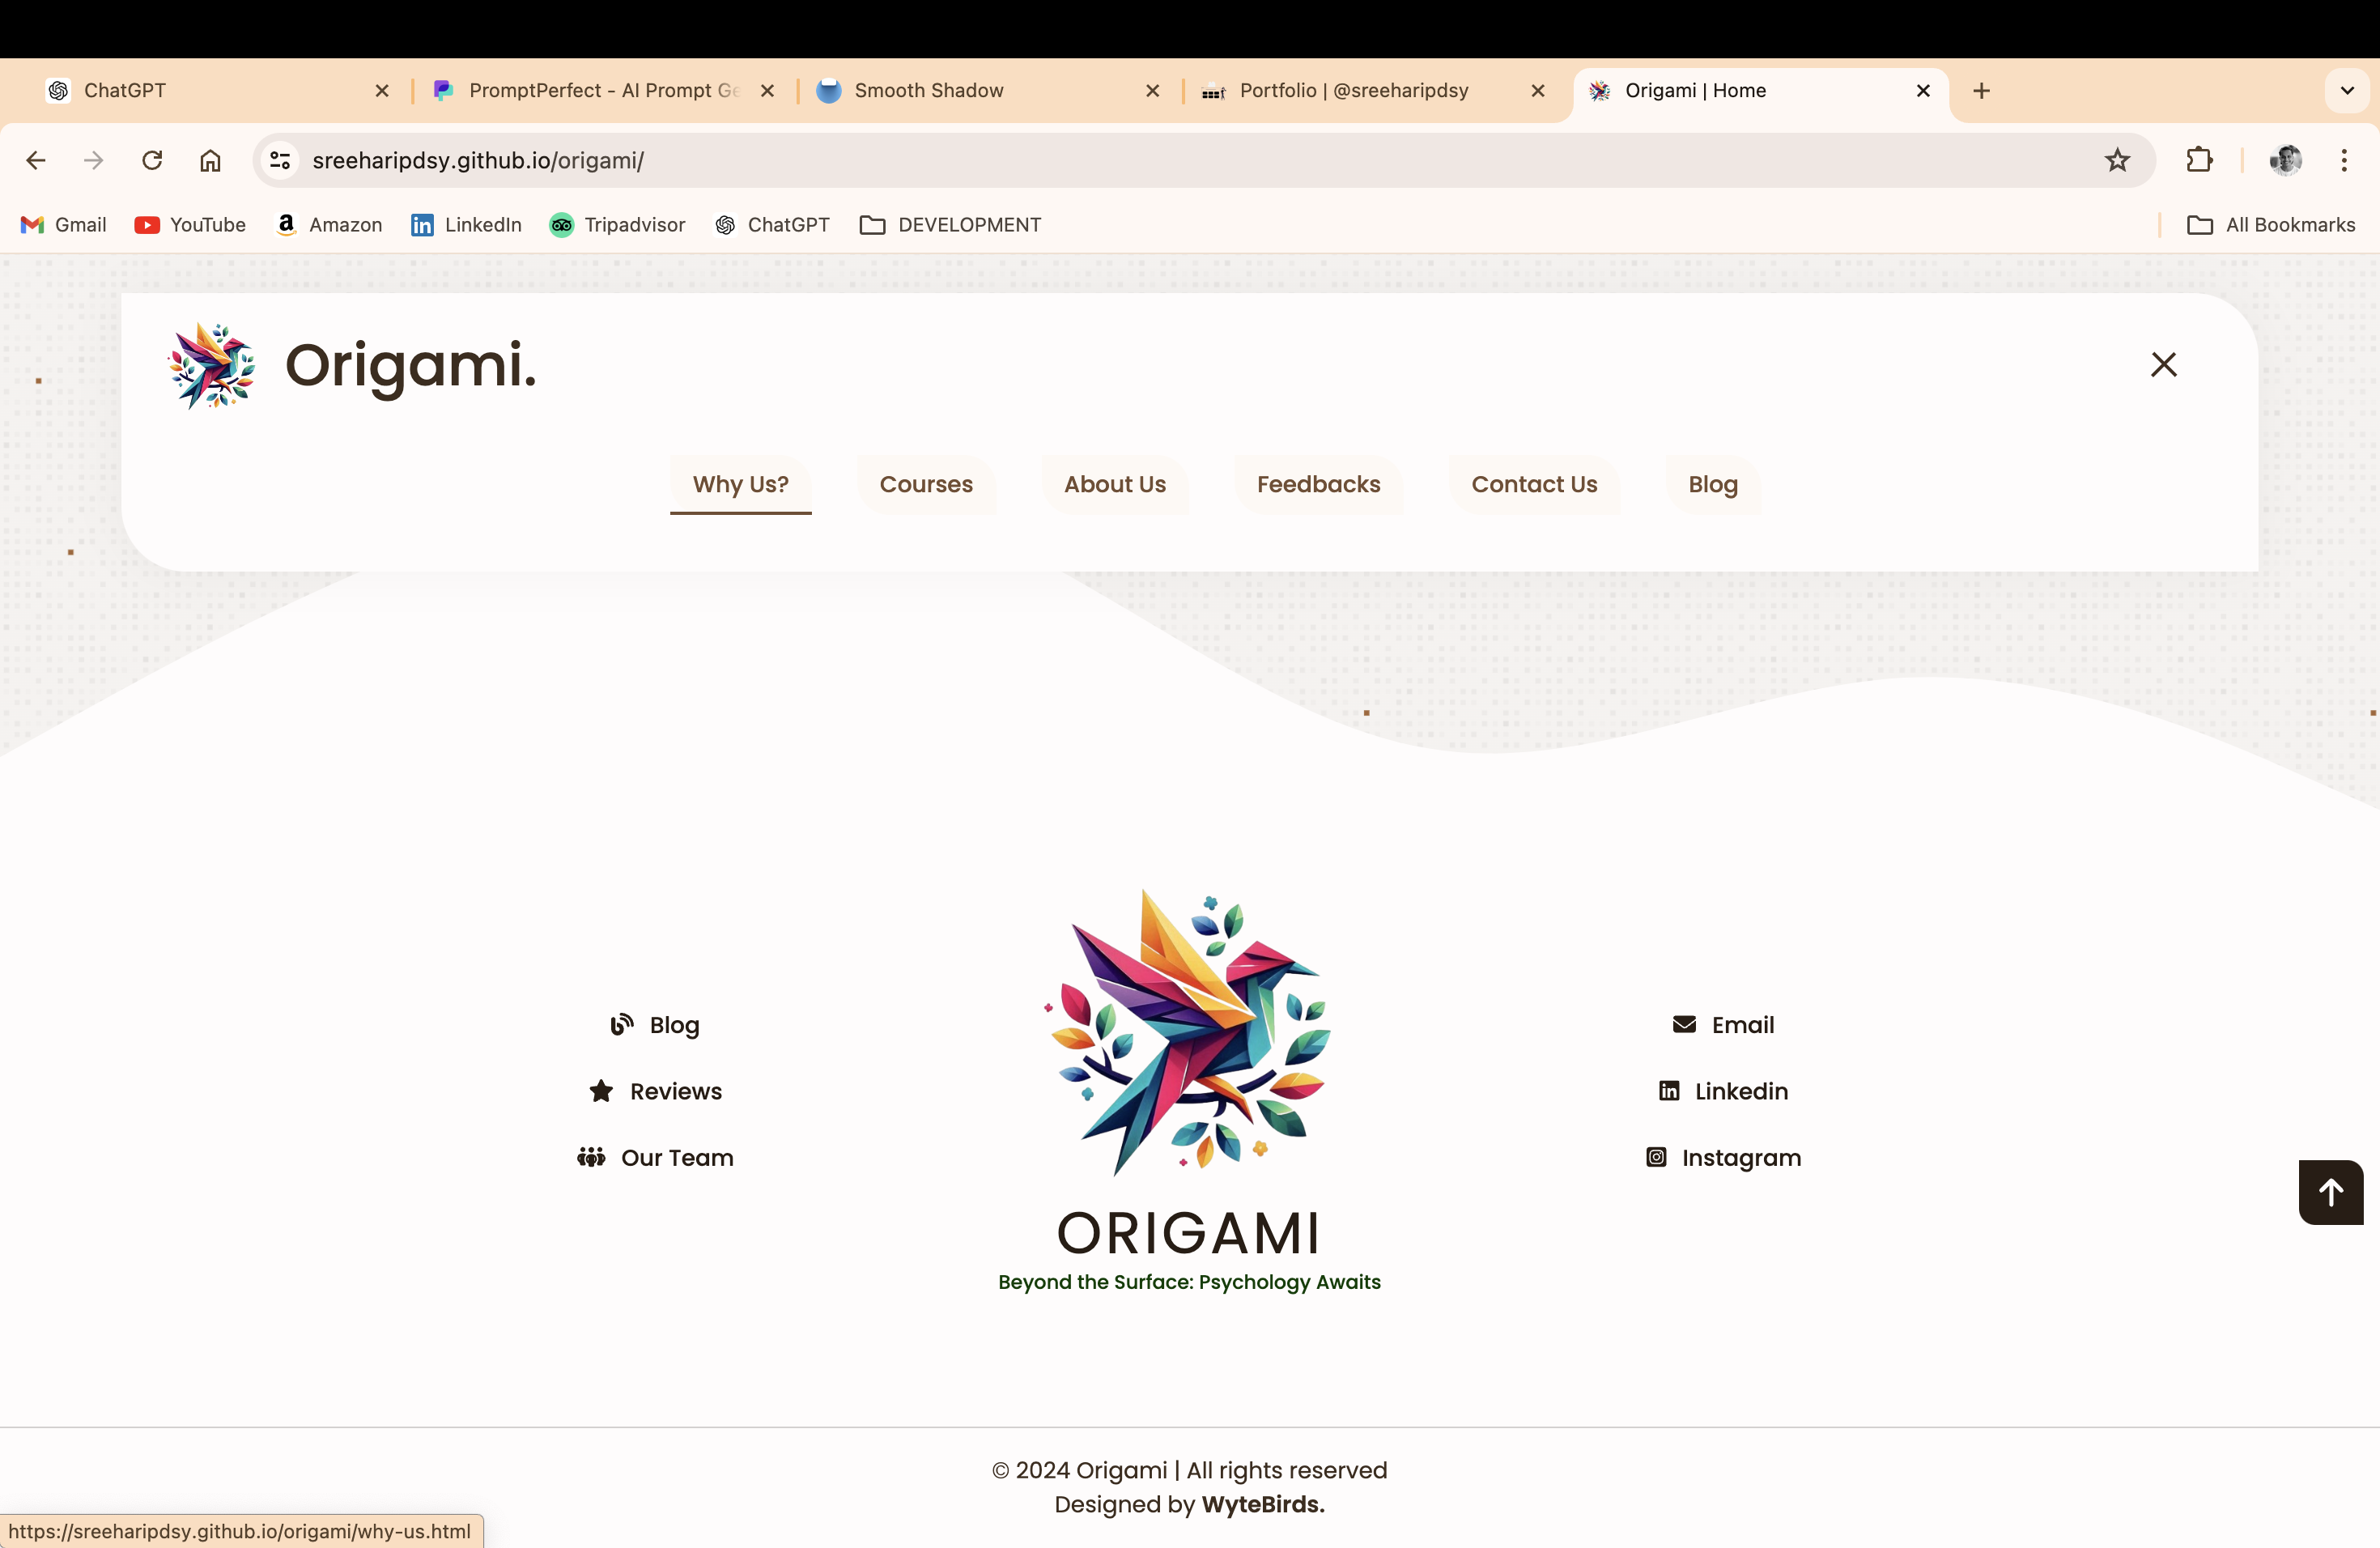 ChatGPT
PromptPerfect - AI Prompt Ge
Smooth Shadow
Portfolio | @sreeharipdsy
Origami | Home
sreeharipdsy.github.io/origami/
Gmail
YouTube
Amazon
LinkedIn
Tripadvisor
ChatGPT
DEVELOPMENT
All Bookmarks
Origami.
Why Us?
Courses
About Us
Feedbacks
Contact Us
Blog
Blog
Reviews
Our Team
Email
Linkedin
Instagram
ORIGAMI
Beyond the Surface: Psychology Awaits
© 2024 Origami | All rights reserved
Designed by WyteBirds.
https://sreeharipdsy.github.io/origami/why-us.html